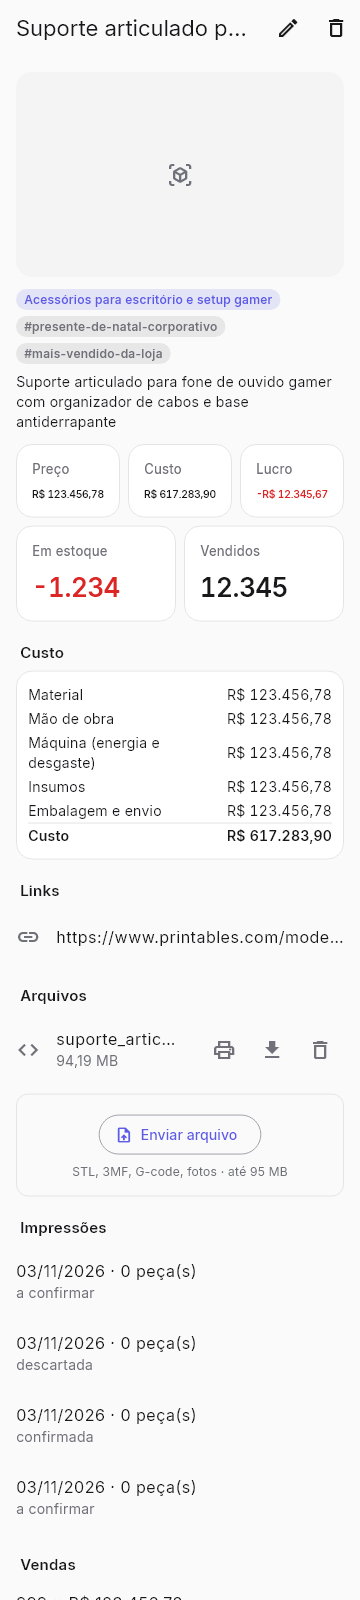 Suporte articulado p...
Acessórios para escritório e setup gamer
#presente-de-natal-corporativo
#mais-vendido-da-loja
Suporte articulado para fone de ouvido gamer
com organizador de cabos e base
antiderrapante
Preço Custo Lucro
R$ 123.456,78 R$ 617.283,90 -R$ 12.345,67
Em estoque Vendidos
-1.234 12.345
Custo
Material R$ 123.456,78
Mão de obra R$ 123.456,78
Máquina (energia e
desgaste) R$ 123.456,78
Insumos R$ 123.456,78
Embalagem e envio R$ 123.456,78
Custo R$ 617.283,90
Links
https://www.printables.com/mode...
Arquivos
suporte_artic...
94,19 MB
Enviar arquivo
STL, 3MF, G-code, fotos · até 95 MB
Impressões
03/11/2026 · 0 peça(s)
a confirmar
03/11/2026 · 0 peça(s)
descartada
03/11/2026 · 0 peça(s)
confirmada
03/11/2026 · 0 peça(s)
a confirmar
Vendas